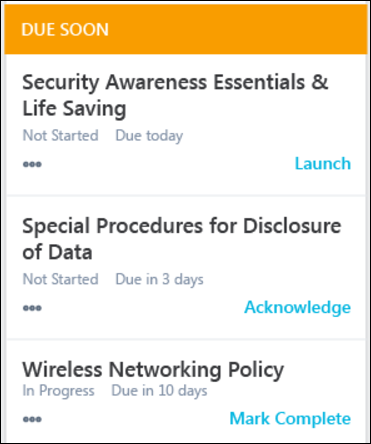 DUE SOON
Security Awareness Essentials &
Life Saving
Not Started Due today
Launch
Special Procedures for Disclosure
of Data
Not Started Due in 3 days
Acknowledge
Wireless Networking Policy
In Progress Due in 10 days
Mark Complete